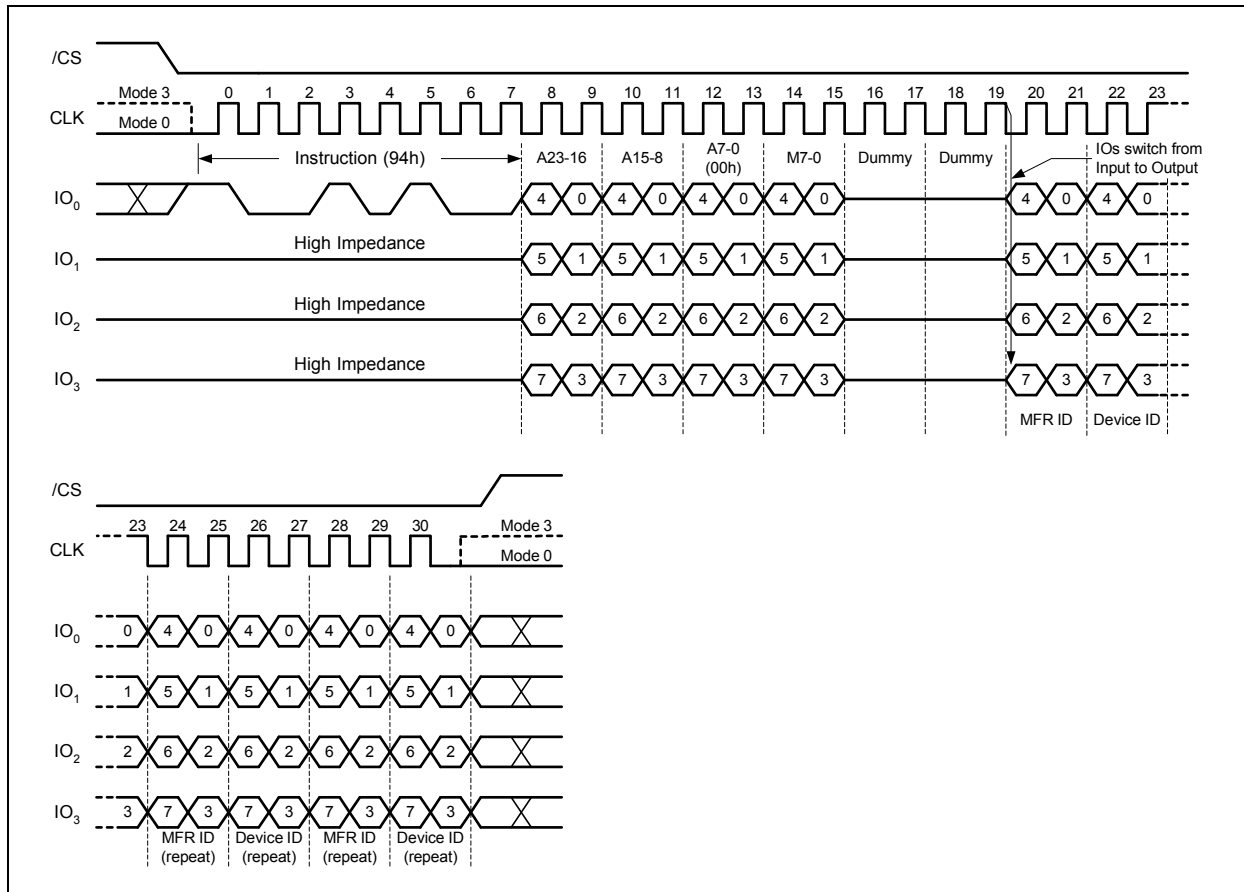 /CS
Mode 3 0 1 2 3 4 5 6 7 8 9 10 11 12 13 14 15 16 17 18 19 20 21 22 23
CLK
Mode 0
Instruction (94h) A23-16 A15-8 A7-0 (00h) M7-0 Dummy Dummy IOs switch from
Input to Output
IO0 4 0 4 0 4 0 4 0 4 0 4 0
High Impedance
IO1 5 1 5 1 5 1 5 1 5 1 5 1
High Impedance
IO2 6 2 6 2 6 2 6 2 6 2 6 2
High Impedance
IO3 7 3 7 3 7 3 7 3 7 3 7 3
MFR ID Device ID
/CS
23 24 25 26 27 28 29 30 Mode 3
CLK
Mode 0
IO0 0 4 0 4 0 4 0 4 0
IO1 1 5 1 5 1 5 1 5 1
IO2 2 6 2 6 2 6 2 6 2
IO3 3 7 3 7 3 7 3 7 3
MFR ID Device ID MFR ID Device ID
(repeat) (repeat) (repeat) (repeat)